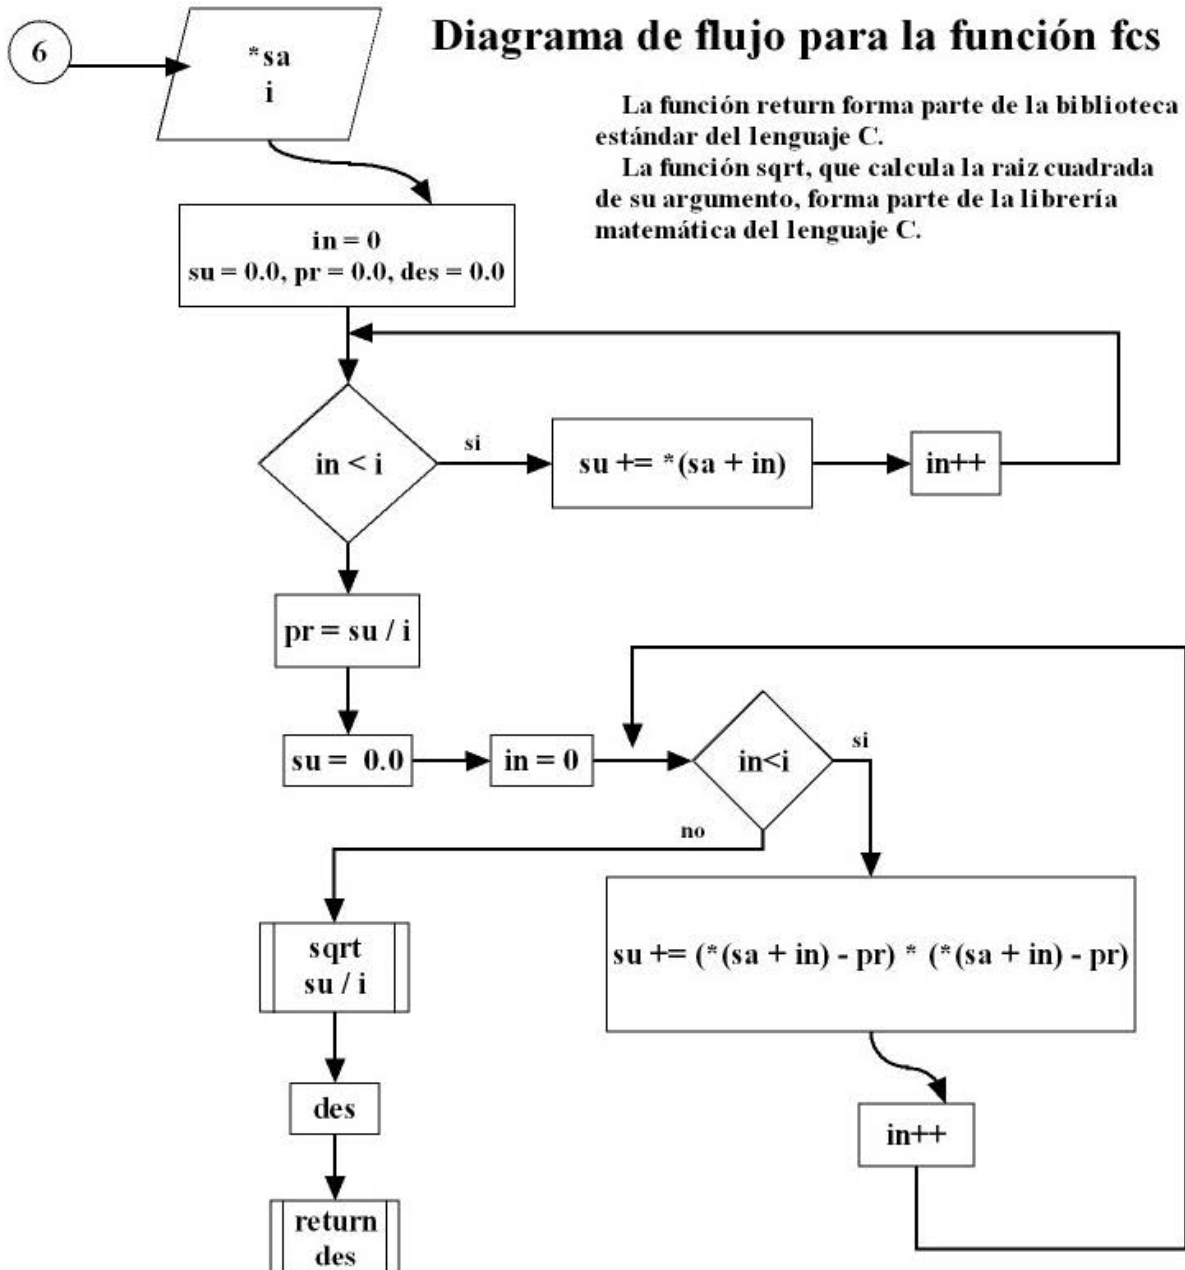 Diagrama de flujo para la función fcs
6
*sa
i
La función return forma parte de la biblioteca
estándar del lenguaje C.
La función sqrt, que calcula la raiz cuadrada
de su argumento, forma parte de la librería
matemática del lenguaje C.
in = 0
su = 0.0, pr = 0.0, des = 0.0
in < i
si
su += *(sa + in)
in++
pr = su / i
su = 0.0
in = 0
in<i
si
no
su += (*(sa + in) - pr) * (*(sa + in) - pr)
in++
sqrt
su / i
des
return
des